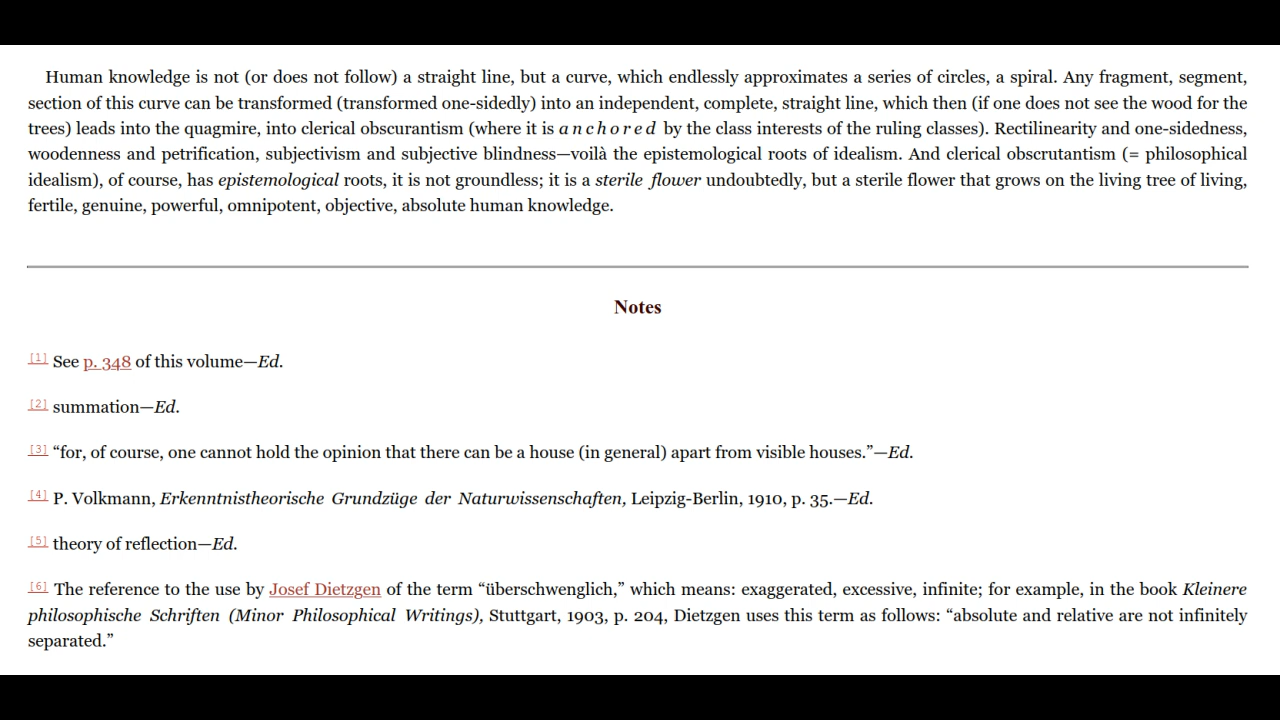 Human knowledge is not (or does not follow) a straight line, but a curve, which endlessly approximates a series of circles, a spiral. Any fragment, segment,
section of this curve can be transformed (transformed one-sidedly) into an independent, complete, straight line, which then (if one does not see the wood for the
trees) leads into the quagmire, into clerical obscurantism (where it is anchored by the class interests of the ruling classes). Rectilinearity and one-sidedness,
woodenness and petrification, subjectivism and subjective blindness—voilà the epistemological roots of idealism. And clerical obscrutantism (= philosophical
idealism), of course, has epistemological roots, it is not groundless; it is a sterile flower undoubtedly, but a sterile flower that grows on the living tree of living,
fertile, genuine, powerful, omnipotent, objective, absolute human knowledge.
Notes
[1] See p. 348 of this volume—Ed.
[2] summation—Ed.
[3] “for, of course, one cannot hold the opinion that there can be a house (in general) apart from visible houses.”—Ed.
[4] P. Volkmann, Erkenntnistheorische Grundzüge der Naturwissenschaften, Leipzig-Berlin, 1910, p. 35.—Ed.
[5] theory of reflection—Ed.
[6] The reference to the use by Josef Dietzgen of the term “überschwenglich,” which means: exaggerated, excessive, infinite; for example, in the book Kleinere
philosophische Schriften (Minor Philosophical Writings), Stuttgart, 1903, p. 204, Dietzgen uses this term as follows: “absolute and relative are not infinitely
separated.”